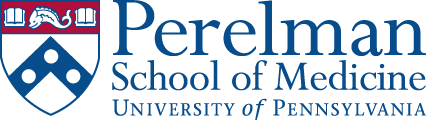 Perelman
School of Medicine
University of Pennsylvania